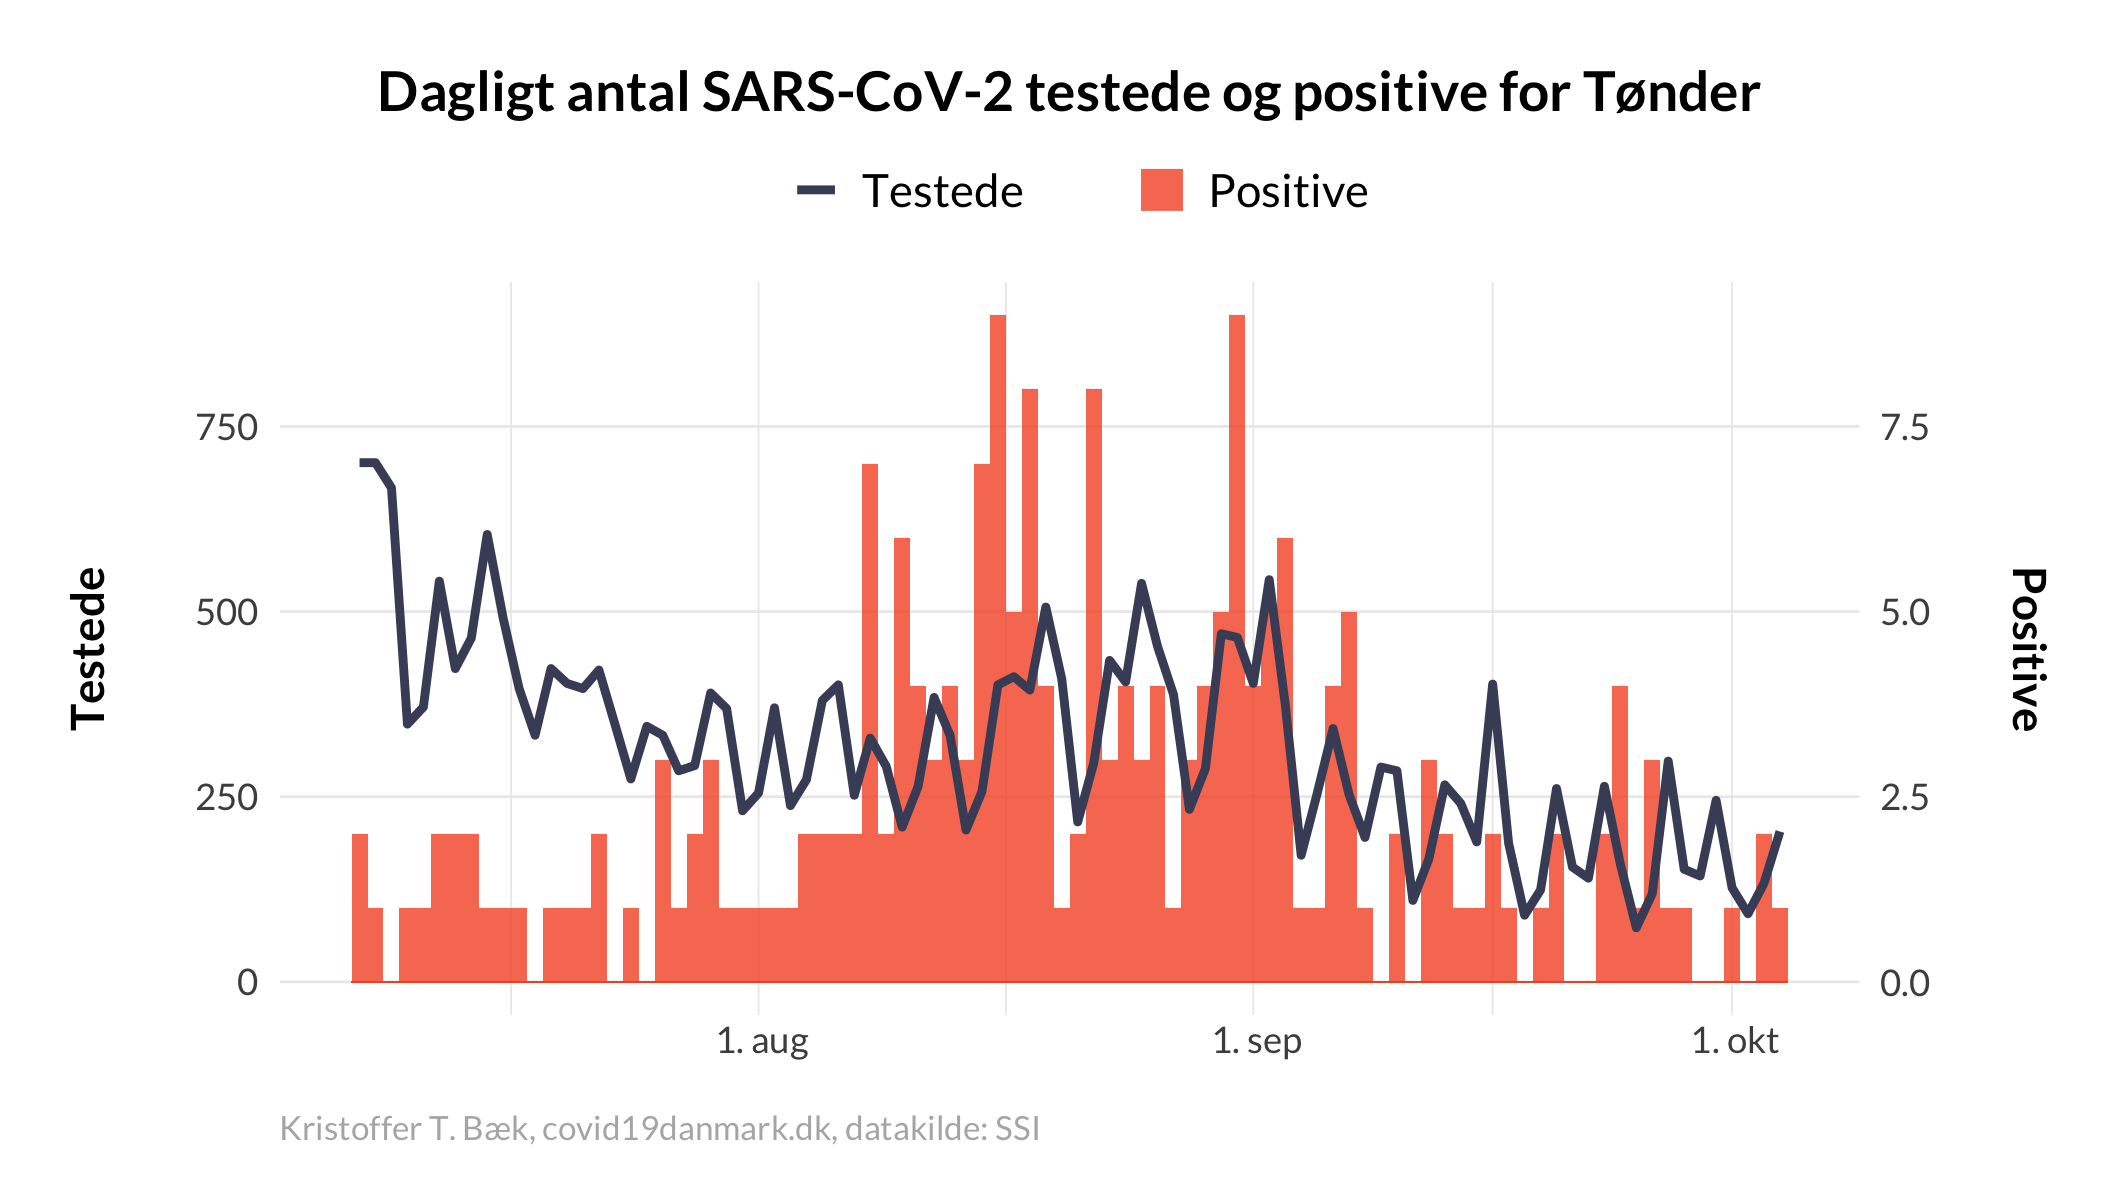 Dagligt antal SARS-CoV-2 testede og positive for Tønder
Testede
Positive
750
500
250
0
Testede
7.5
5.0
2.5
0.0
Positive
1. aug
1. sep
1. okt
Kristoffer T. Bæk, covid19danmark.dk, datakilde: SSI